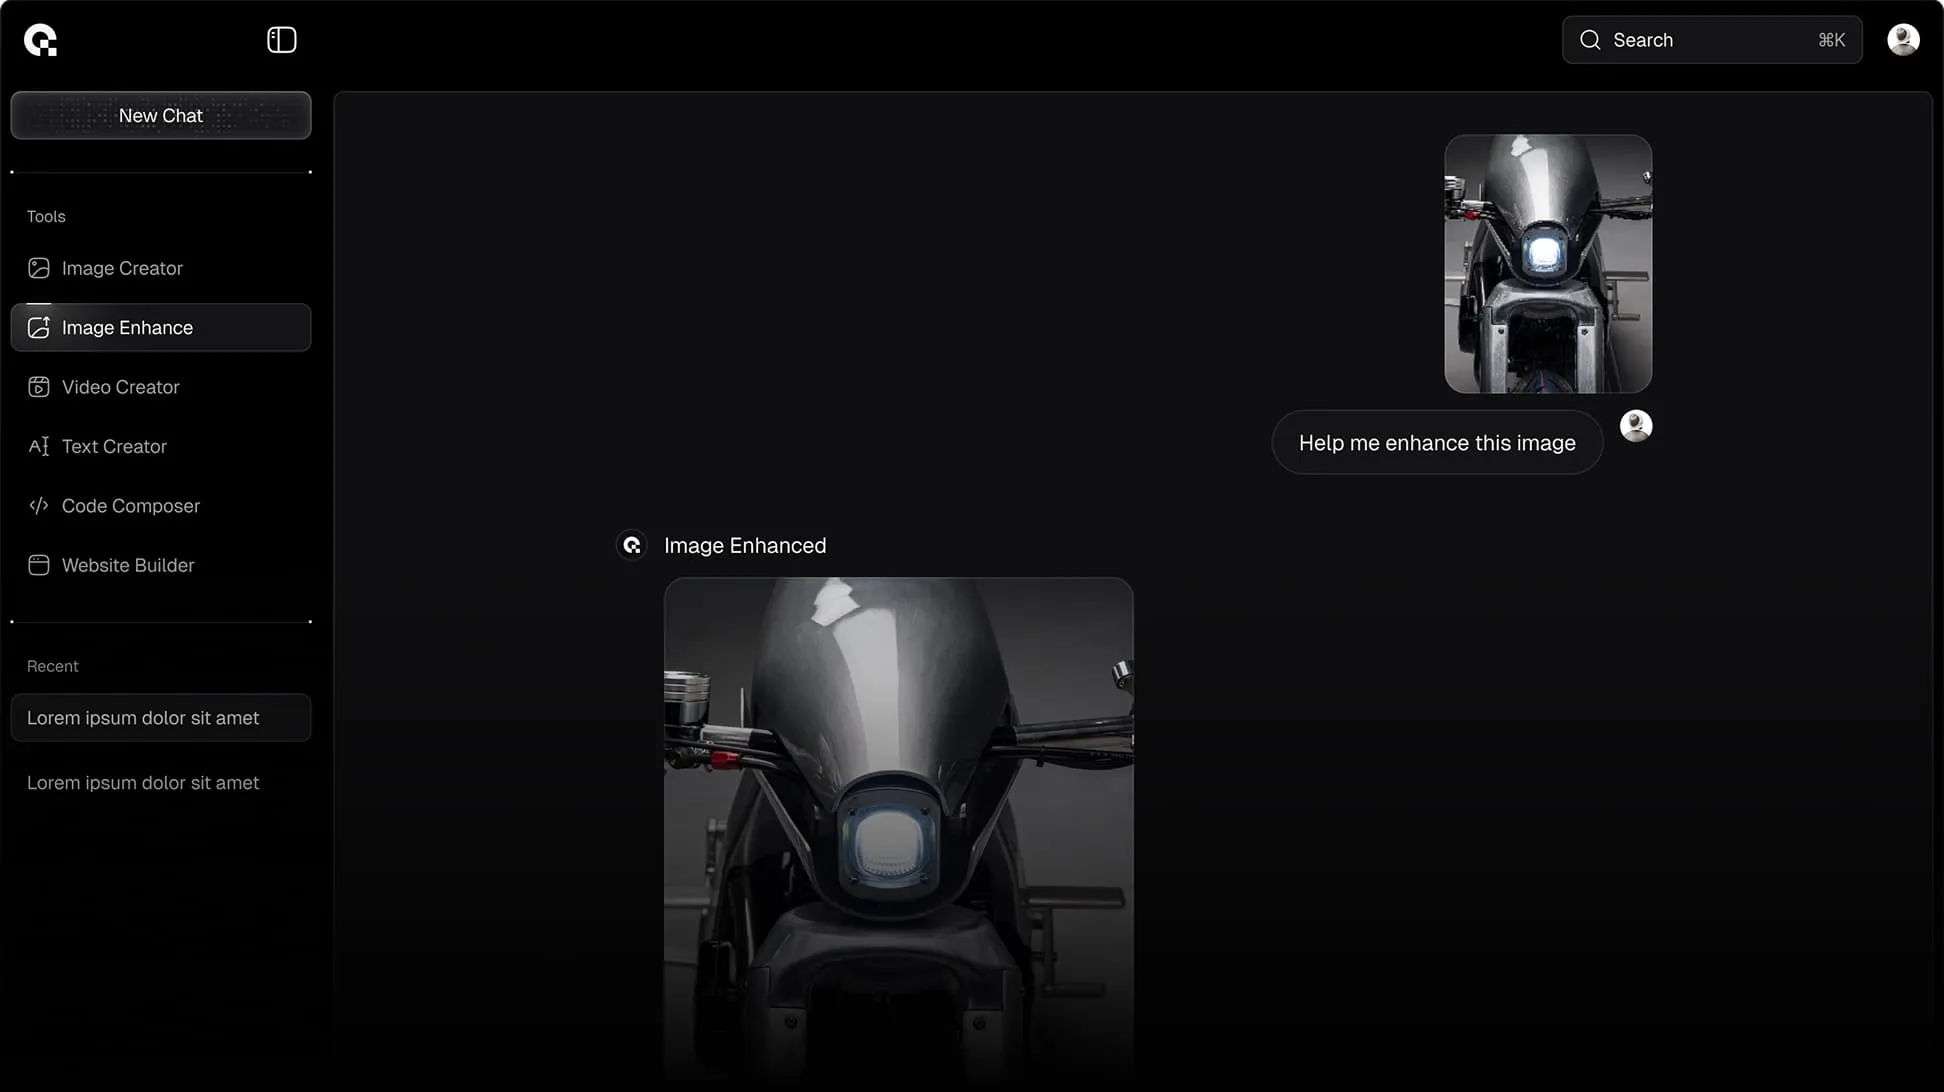 Search ⌘K
New Chat
Tools
Image Creator
Image Enhance
Video Creator
Text Creator
Code Composer
Website Builder
Recent
Lorem ipsum dolor sit amet
Lorem ipsum dolor sit amet
Help me enhance this image
Image Enhanced